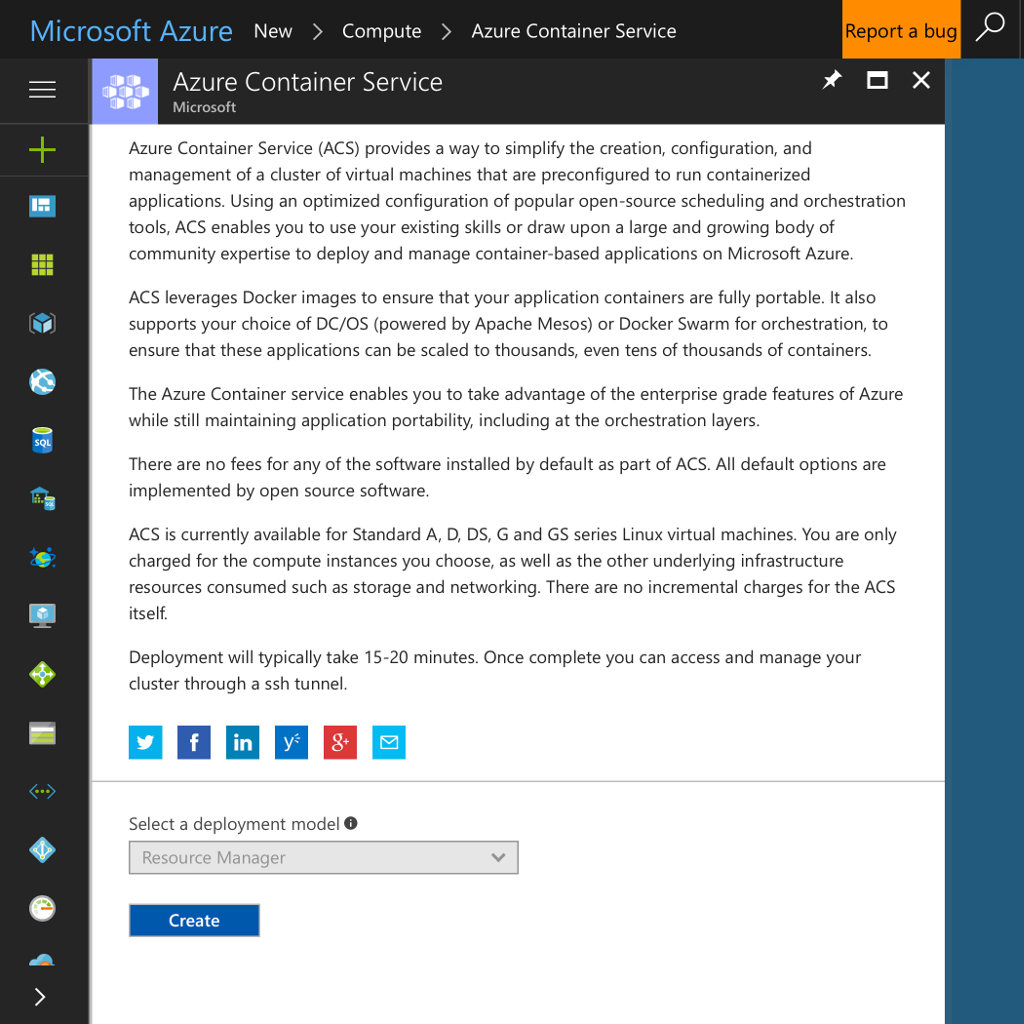 Microsoft Azure New > Compute > Azure Container Service Report a bug
Azure Container Service
Microsoft
Azure Container Service (ACS) provides a way to simplify the creation, configuration, and
management of a cluster of virtual machines that are preconfigured to run containerized
applications. Using an optimized configuration of popular open-source scheduling and orchestration
tools, ACS enables you to use your existing skills or draw upon a large and growing body of
community expertise to deploy and manage container-based applications on Microsoft Azure.
ACS leverages Docker images to ensure that your application containers are fully portable. It also
supports your choice of DC/OS (powered by Apache Mesos) or Docker Swarm for orchestration, to
ensure that these applications can be scaled to thousands, even tens of thousands of containers.
The Azure Container service enables you to take advantage of the enterprise grade features of Azure
while still maintaining application portability, including at the orchestration layers.
There are no fees for any of the software installed by default as part of ACS. All default options are
implemented by open source software.
SQL
ACS is currently available for Standard A, D, DS, G and GS series Linux virtual machines. You are only
charged for the compute instances you choose, as well as the other underlying infrastructure
resources consumed such as storage and networking. There are no incremental charges for the ACS
itself.
Deployment will typically take 15-20 minutes. Once complete you can access and manage your
cluster through a ssh tunnel.
f in y g+
Select a deployment model
Resource Manager
Create